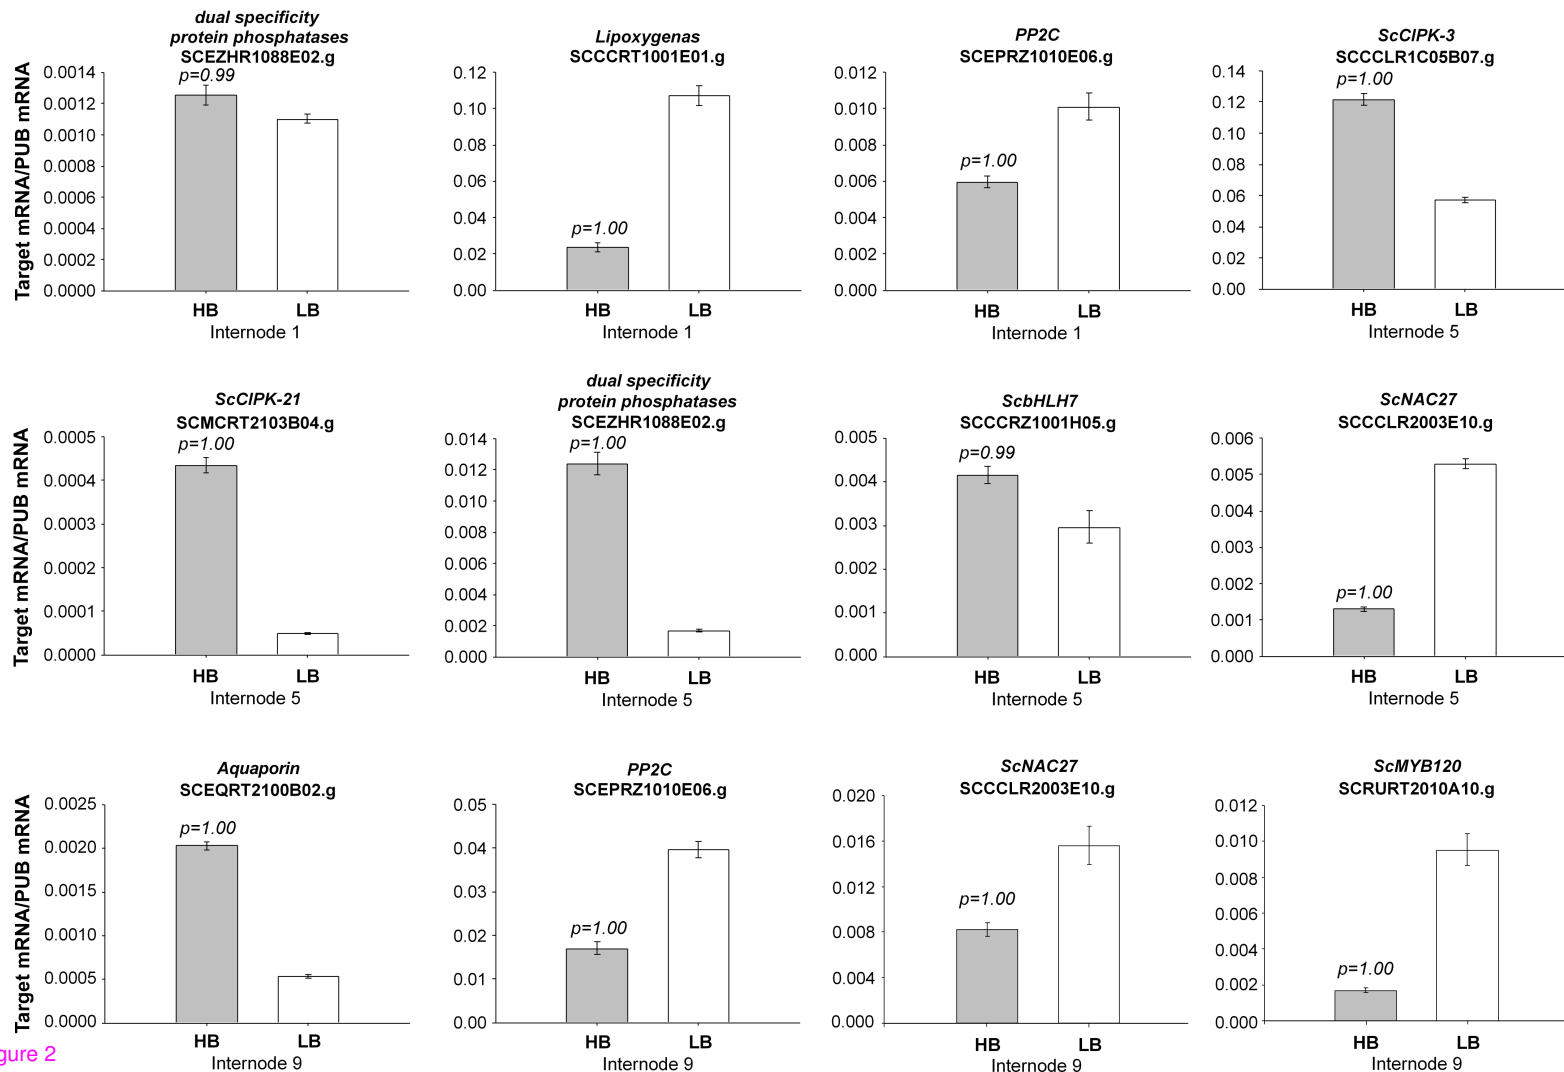 dual specificity
protein phosphatases
SCEZHR1088E02.g
Lipoxygenas
SCCCRT1001E01.g
PP2C
SCEPRZ1010E06.g
ScCIPK-3
SCCCLR1C05B07.g
Target mRNA/PUB mRNA
0.0014
0.0012
0.0010
0.0008
0.0006
0.0004
0.0002
0.0000
p=0.99
HB LB
Internode 1
0.12
0.10
0.08
0.06
0.04
0.02
0.00
p=1.00
HB LB
Internode 1
0.012
0.010
0.008
0.006
0.004
0.002
0.000
p=1.00
HB LB
Internode 1
0.14
0.12
0.10
0.08
0.06
0.04
0.02
0.00
p=1.00
HB LB
Internode 5
ScCIPK-21
SCMCRT2103B04.g
dual specificity
protein phosphatases
SCEZHR1088E02.g
ScbHLH7
SCCCRZ1001H05.g
ScNAC27
SCCCLR2003E10.g
Target mRNA/PUB mRNA
0.0005
0.0004
0.0003
0.0002
0.0001
0.0000
p=1.00
HB LB
Internode 5
0.014
0.012
0.010
0.008
0.006
0.004
0.002
0.000
p=1.00
HB LB
Internode 5
0.005
0.004
0.003
0.002
0.001
0.000
p=0.99
HB LB
Internode 5
0.006
0.005
0.004
0.003
0.002
0.001
0.000
p=1.00
HB LB
Internode 5
Aquaporin
SCEQRT2100B02.g
PP2C
SCEPRZ1010E06.g
ScNAC27
SCCCLR2003E10.g
ScMYB120
SCRURT2010A10.g
Target mRNA/PUB mRNA
0.0025
0.0020
0.0015
0.0010
0.0005
0.0000
p=1.00
HB LB
Internode 9
0.05
0.04
0.03
0.02
0.01
0.00
p=1.00
HB LB
Internode 9
0.020
0.016
0.012
0.008
0.004
0.000
p=1.00
HB LB
Internode 9
0.012
0.010
0.008
0.006
0.004
0.002
0.000
p=1.00
HB LB
Internode 9
gure 2